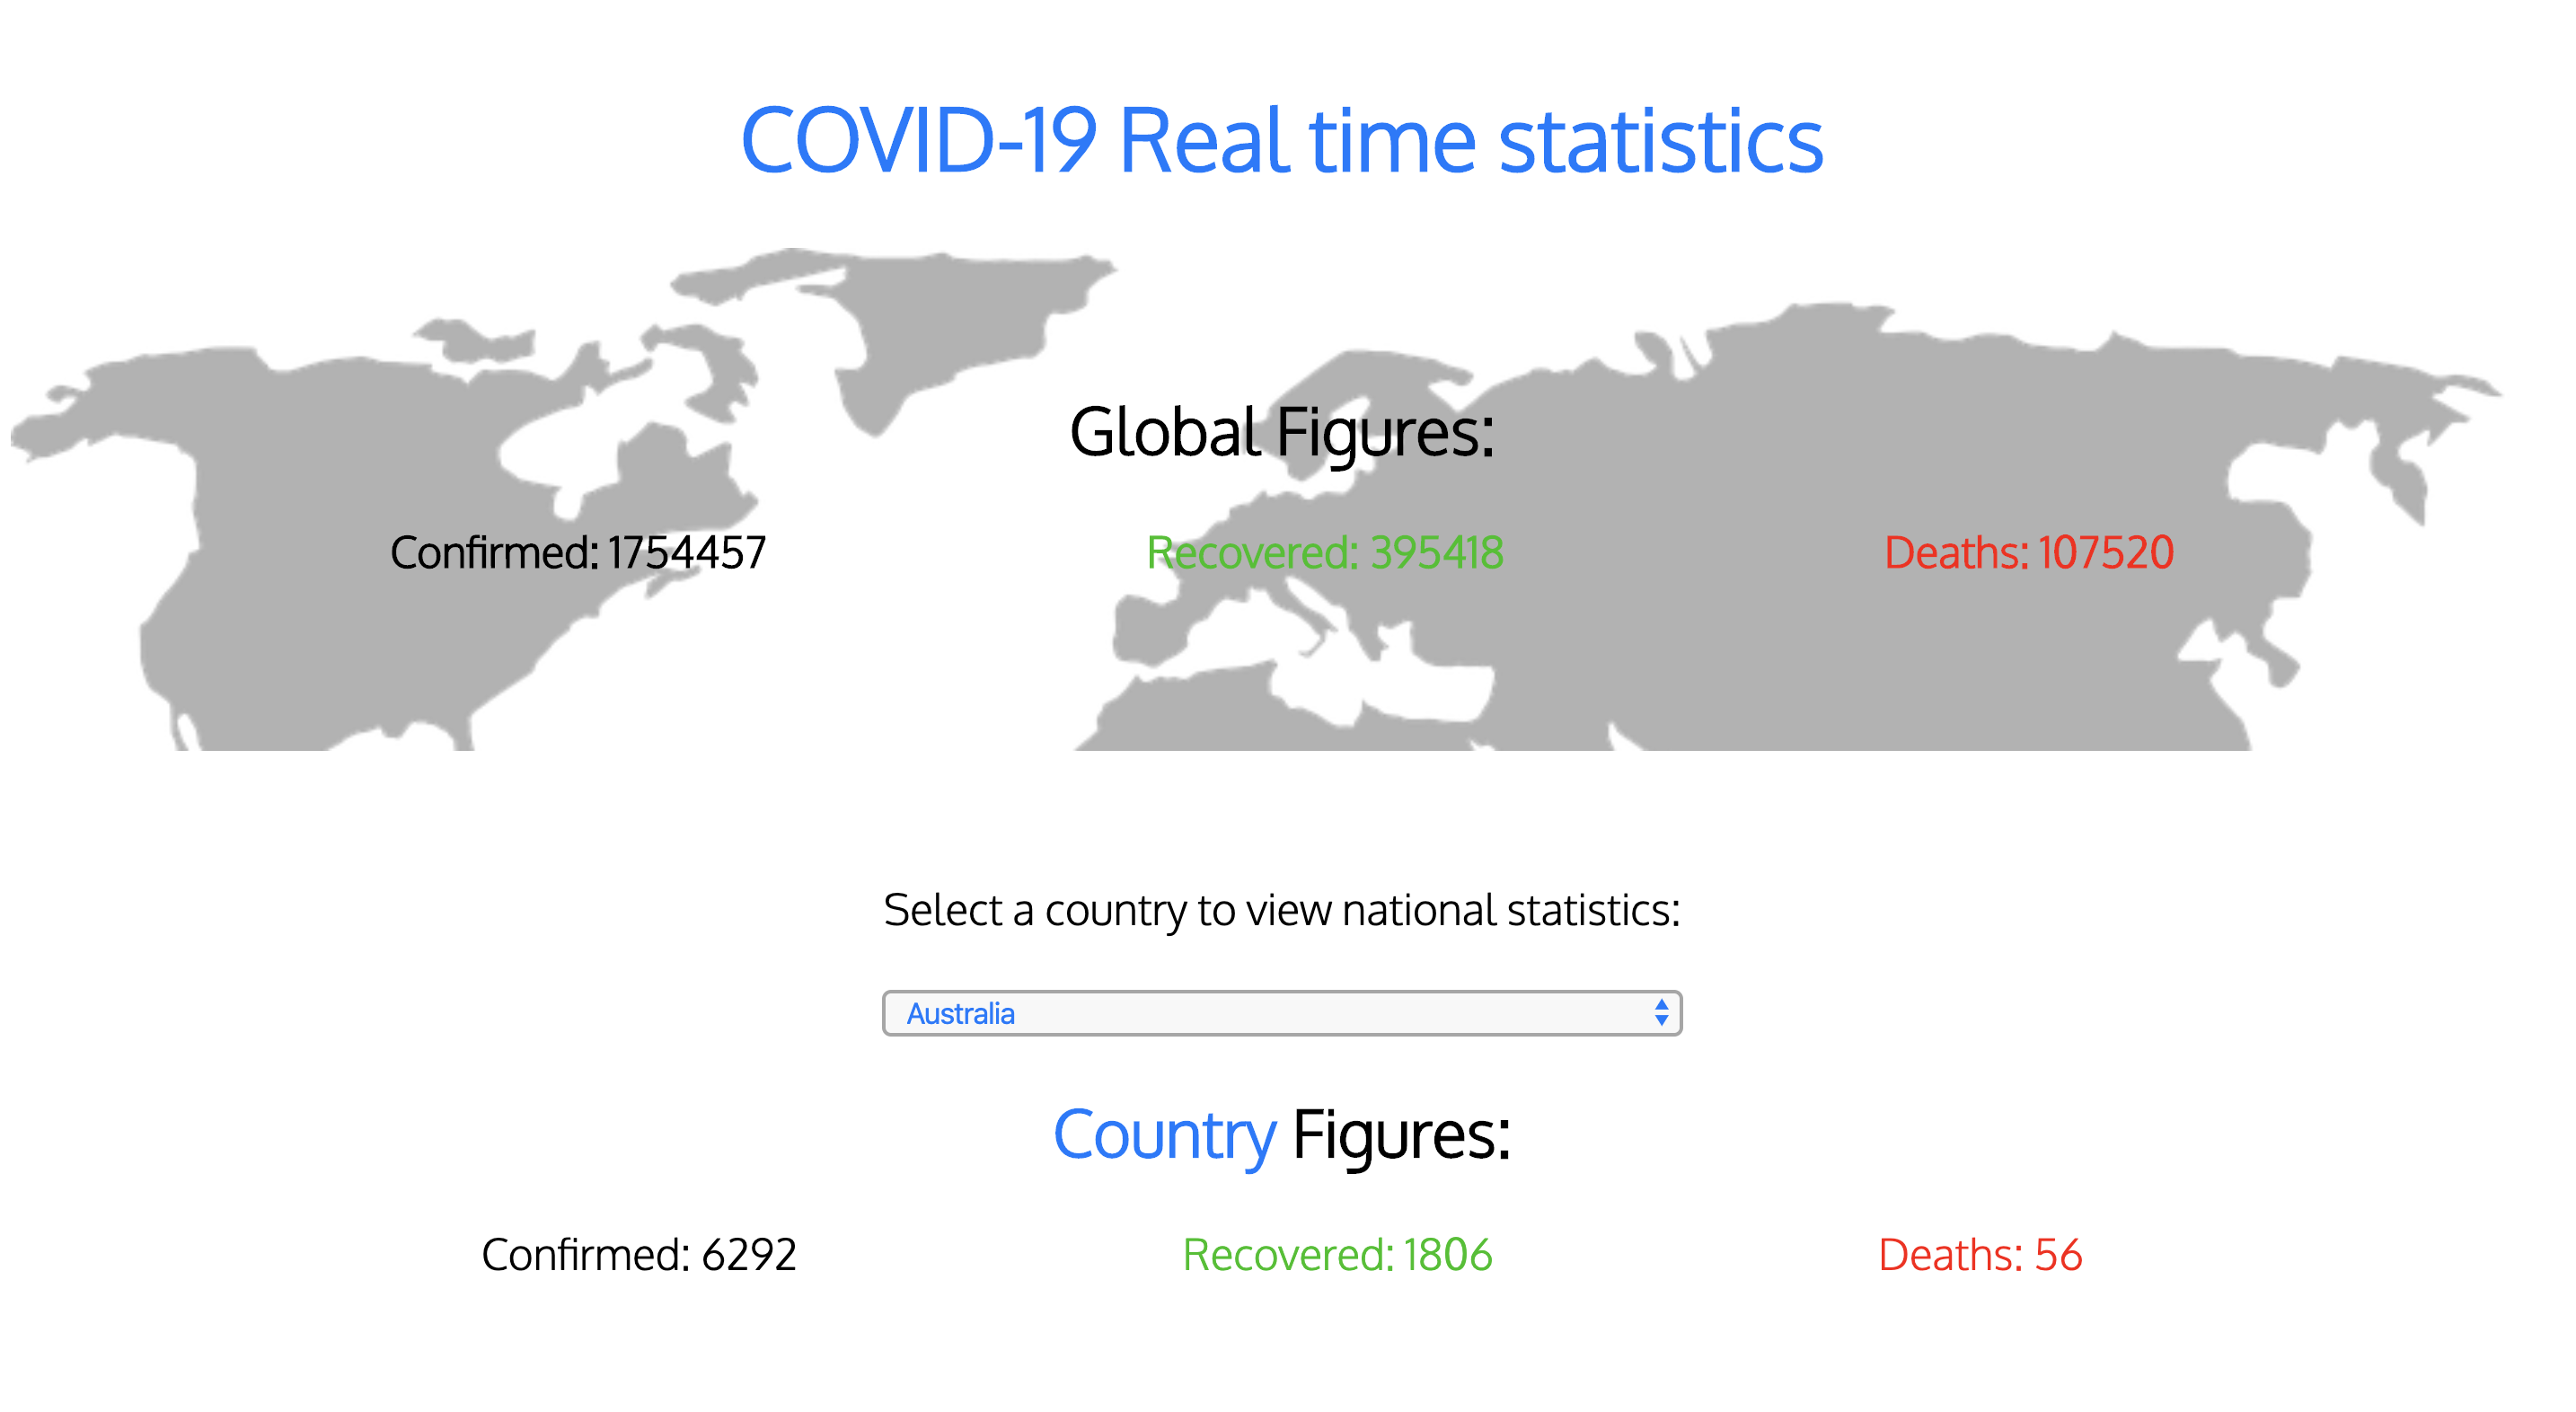 COVID-19 Real time statistics
Global Figures:
Confirmed: 1754457 Recovered: 395418 Deaths: 107520
Select a country to view national statistics:
Australia
Country Figures:
Confirmed: 6292 Recovered: 1806 Deaths: 56